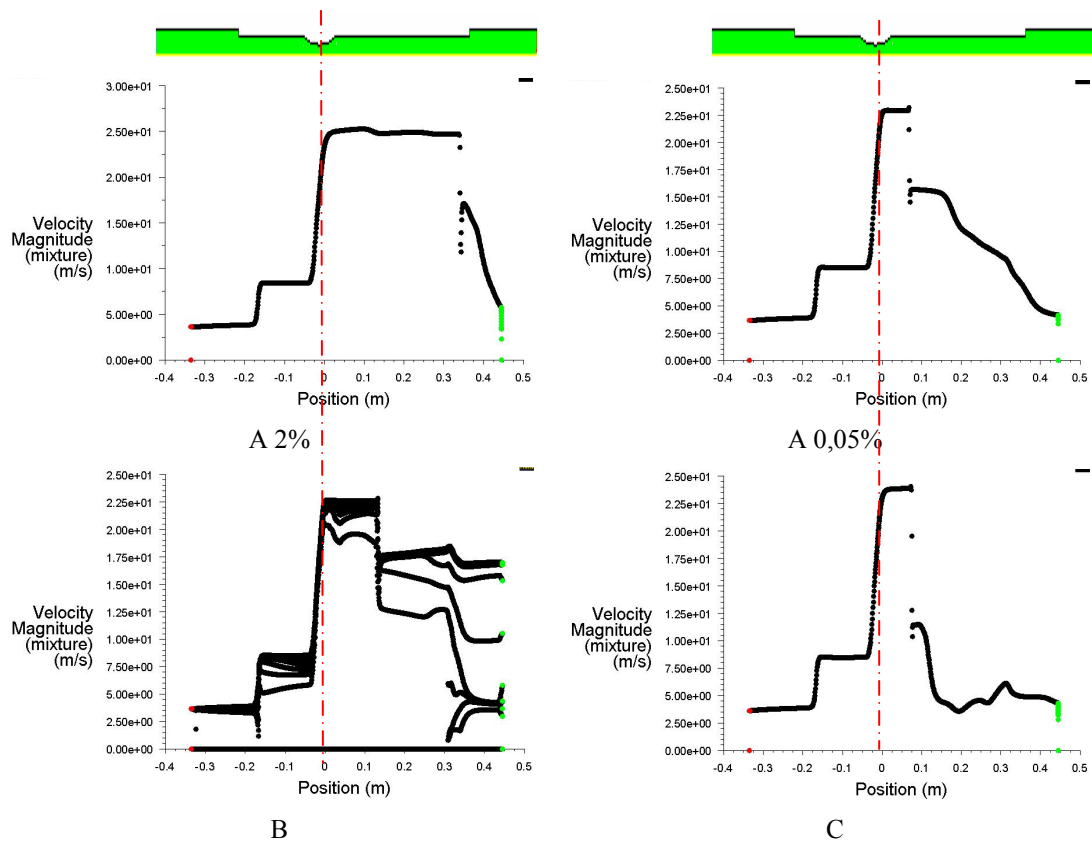 3.00e+01
2.50e+01
2.00e+01
1.50e+01
1.00e+01
5.00e+00
0.00e+00
Velocity
Magnitude
(mixture)
(m/s)
-0.4 -0.3 -0.2 -0.1 0 0.1 0.2 0.3 0.4 0.5
Position (m)
A 2%
2.50e+01
2.25e+01
2.00e+01
1.75e+01
1.50e+01
1.25e+01
1.00e+01
7.50e+00
5.00e+00
2.50e+00
0.00e+00
Velocity
Magnitude
(mixture)
(m/s)
-0.4 -0.3 -0.2 -0.1 0 0.1 0.2 0.3 0.4 0.5
Position (m)
A 0,05%
2.50e+01
2.25e+01
2.00e+01
1.75e+01
1.50e+01
1.25e+01
1.00e+01
7.50e+00
5.00e+00
2.50e+00
0.00e+00
Velocity
Magnitude
(mixture)
(m/s)
-0.4 -0.3 -0.2 -0.1 0 0.1 0.2 0.3 0.4 0.5
Position (m)
B
2.50e+01
2.25e+01
2.00e+01
1.75e+01
1.50e+01
1.25e+01
1.00e+01
7.50e+00
5.00e+00
2.50e+00
0.00e+00
Velocity
Magnitude
(mixture)
(m/s)
-0.4 -0.3 -0.2 -0.1 0 0.1 0.2 0.3 0.4 0.5
Position (m)
C